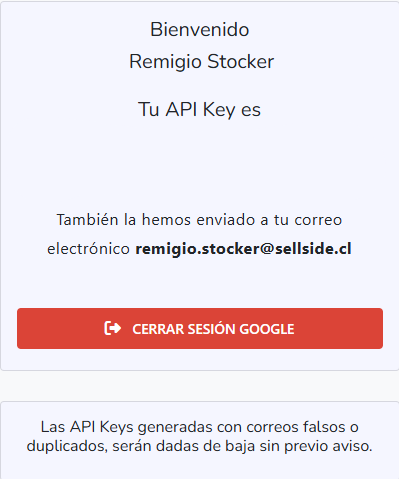 Bienvenido
Remigio Stocker
Tu API Key es
También la hemos enviado a tu correo
electrónico remigio.stocker@sellside.cl
CERRAR SESIÓN GOOGLE
Las API Keys generadas con correos falsos o
duplicados, serán dadas de baja sin previo aviso.